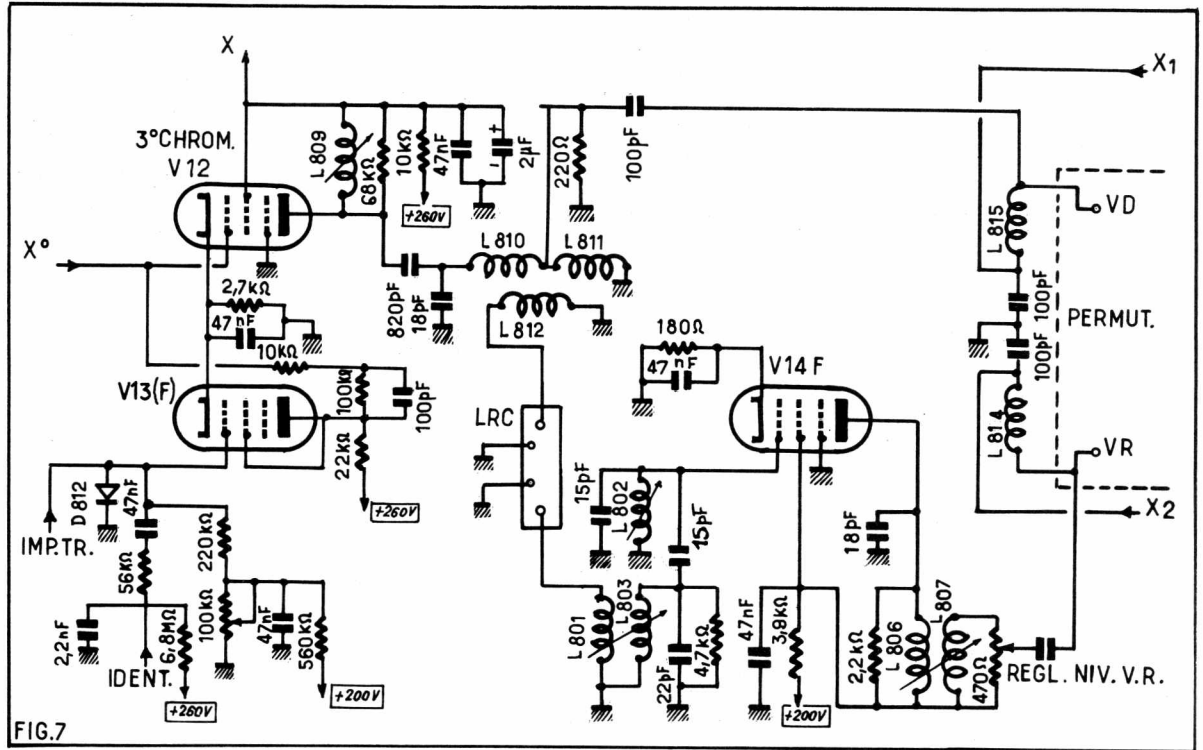 X
X1
3°CHROM.
V12
L809
68KΩ
10KΩ
+260V
47nF
2µF
220Ω
100pF
X°
L810
L811
L812
820pF
18pF
2,7kΩ
47nF
10kΩ
V13(F)
100kΩ
100pF
22kΩ
+260V
L815
VD
100pF
100pF
PERMUT.
L814
VR
X2
180Ω
47nF
V14F
LRC
15pF
L802
15pF
18pF
IMP.TR.
D812
47nF
56kΩ
220kΩ
100kΩ
47nF
560kΩ
2,2nF
IDENT.
6,8MΩ
+260V
+200V
L801
L803
22pF
4,7kΩ
47nF
3,9kΩ
+200V
2,2kΩ
L806
L807
470Ω
REGL. NIV. V.R.
FIG.7